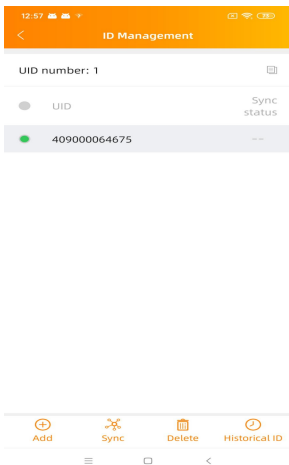 12:57
ID Management
UID number: 1
UID
Sync status
409000064675
--
Add
Sync
Delete
Historical ID